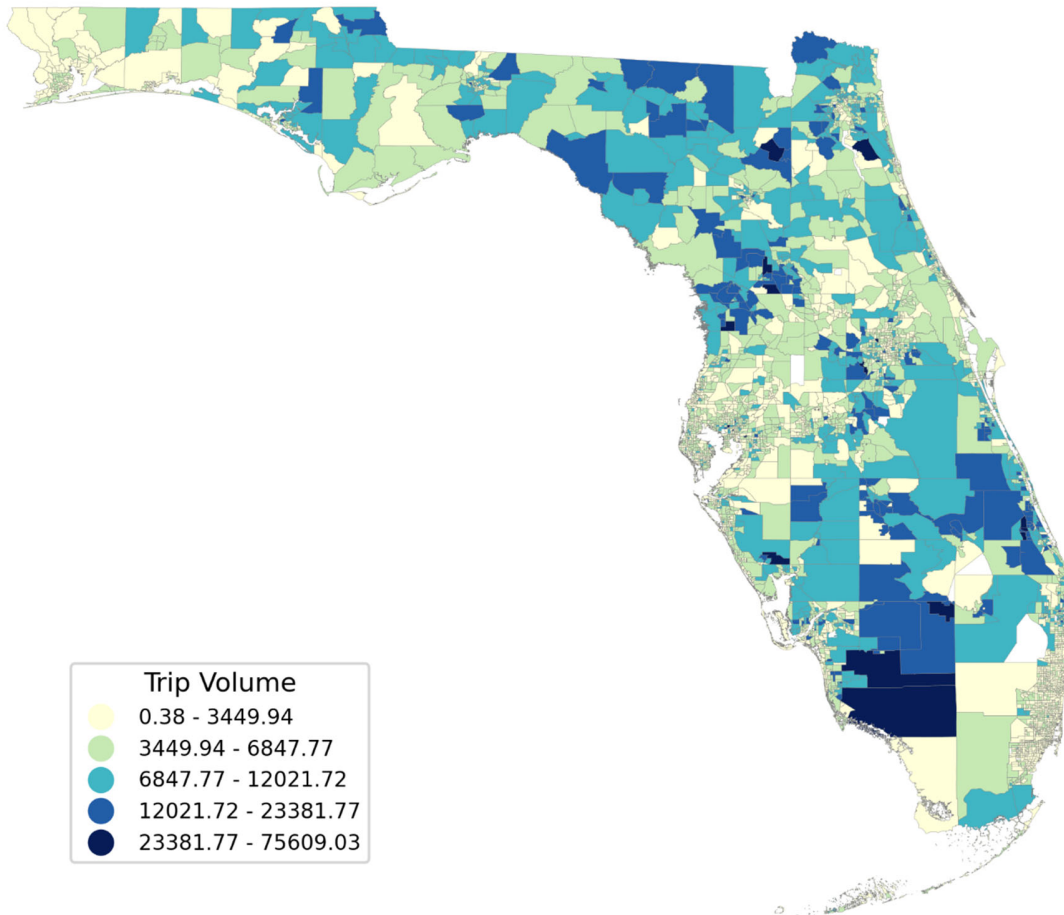 Trip Volume
0.38 - 3449.94
3449.94 - 6847.77
6847.77 - 12021.72
12021.72 - 23381.77
23381.77 - 75609.03